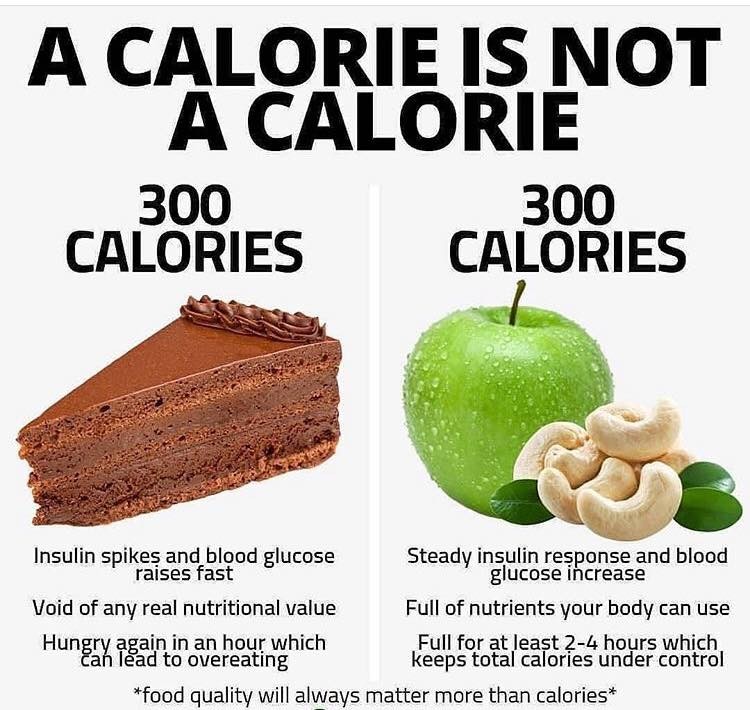 A CALORIE IS NOT
A CALORIE
300
CALORIES
Insulin spikes and blood glucose
raises fast
Void of any real nutritional value
Hungry again in an hour which
can lead to overeating
300
CALORIES
Steady insulin response and blood
glucose increase
Full of nutrients your body can use
Full for at least 2-4 hours which
keeps total calories under control
*food quality will always matter more than calories*